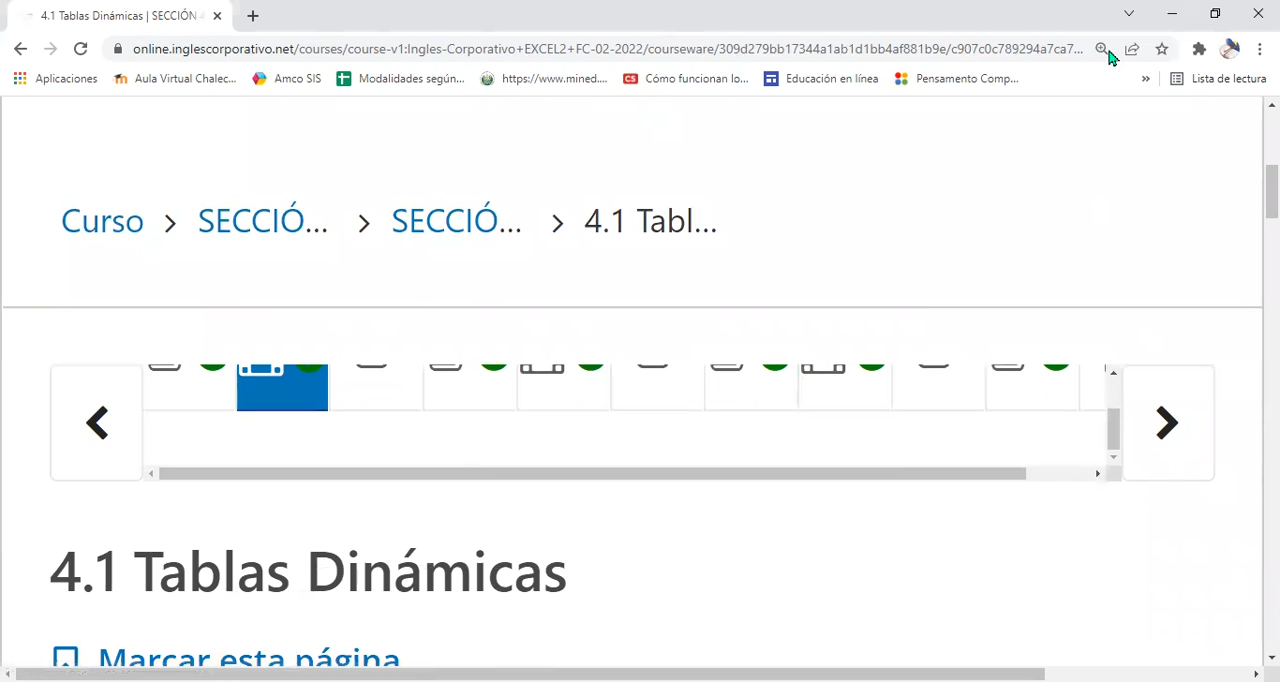 4.1 Tablas Dinámicas | SECCIÓN 4
online.inglescorporativo.net/courses/course-v1:Ingles-Corporativo+EXCEL2+FC-02-2022/courseware/309d279bb17344a1ab1d1bb4af881b9e/c907c0c789294a7ca7...
Aplicaciones Aula Virtual Chalec... Amco SIS Modalidades según... https://www.mined... CS Cómo funcionan lo... Educación en línea Pensamento Comp... » Lista de lectura
Curso > SECCIÓ... > SECCIÓ... > 4.1 Tabl...
4.1 Tablas Dinámicas
Marcar esta página